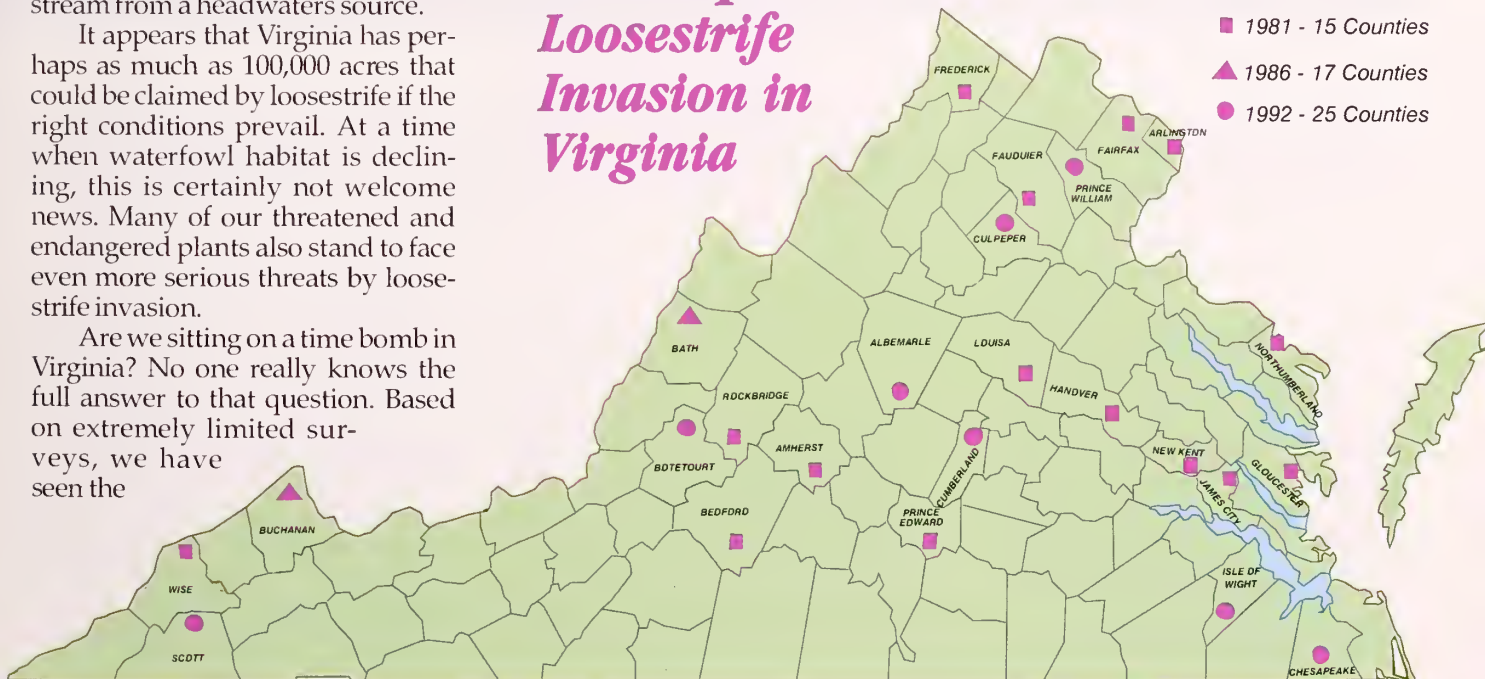 stream from a headwaters source.
It appears that Virginia has per-
haps as much as 100,000 acres that
could be claimed by loosestrife if the
right conditions prevail. At a time
when waterfowl habitat is declin-
ing, this is certainly not welcome
news. Many of our threatened and
endangered plants also stand to face
even more serious threats by loose-
strife invasion.
Are we sitting on a time bomb in
Virginia? No one really knows the
full answer to that question. Based
on extremely limited sur-
veys, we have
seen the
Loosestrife
Invasion in
Virginia
1981 - 15 Counties
1986 - 17 Counties
1992 - 25 Counties
FREDERICK
ARLINGTON
FAIRFAX
FAUDUIER
PRINCE
WILLIAM
CULPEPER
BATH
ALBEMARLE
LOUISA
NORTHUMBERLAND
ROCKBRIDGE
HANOVER
AMHERST
BOTETOURT
CUMBERLAND
NEW KENT
GLOUCESTER
JAMES CITY
BEDFORD
PRINCE
EDWARD
BUCHANAN
ISLE OF
WIGHT
WISE
SCOTT
CHESAPEAKE